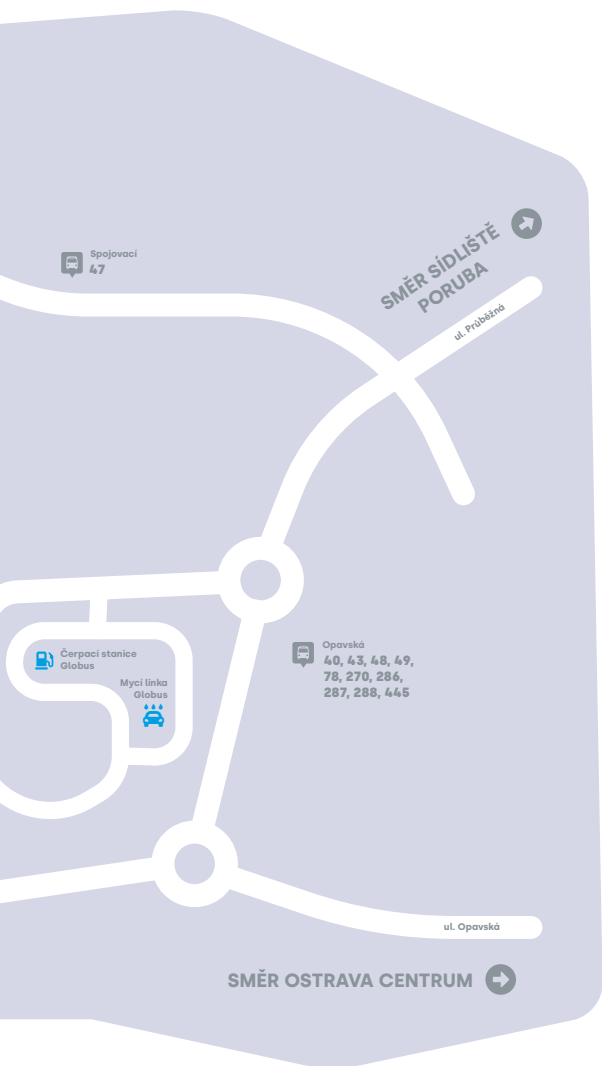 Spojovací
47
SMĚR SÍDLIŠTĚ
PORUBA
ul. Průběžná
Opavská
40, 43, 48, 49,
78, 270, 286,
287, 288, 445
Čerpací stanice
Globus
Mycí linka
Globus
ul. Opavská
SMĚR OSTRAVA CENTRUM